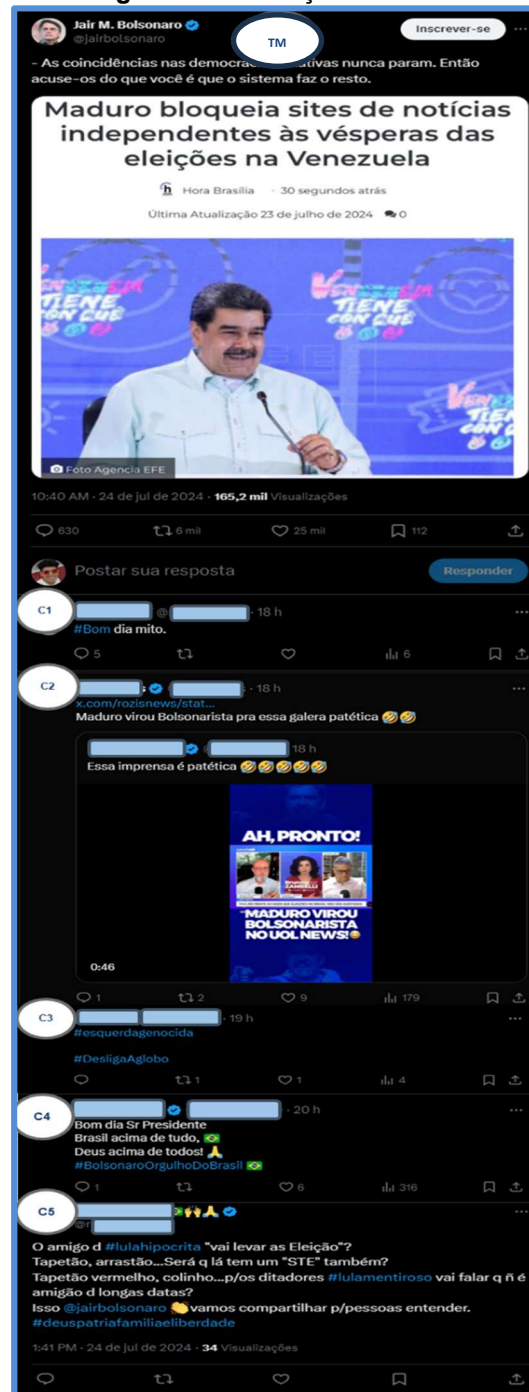 Jair M. Bolsonaro
@jairbolsonaro
TM
Inscrever-se
- As coincidências nas democracias nunca param. Então
acuse-os do que você é que o sistema faz o resto.
Maduro bloqueia sites de notícias
independentes às vésperas das
eleições na Venezuela
h Hora Brasília · 30 segundos atrás
Última Atualização 23 de julho de 2024 0
VENEZUELA
TIENE
CON QUÉ
TIENE
CON QUÉ
Foto Agencia EFE
10:40 AM · 24 de jul de 2024 · 165,2 mil Visualizações
630 6 mil 25 mil 112
Postar sua resposta
Responder
C1
@ · 18 h
#Bom dia mito.
5 6
C2
s · 18 h
x.com/rozisnews/stat...
Maduro virou Bolsonarista pra essa galera patética 🤣🤣
18 h
Essa imprensa é patética 🤣🤣🤣🤣🤣
AH, PRONTO!
MADURO VIROU
BOLSONARISTA
NO UOL NEWS!
0:46
1 2 9 179
C3
· 19 h
#esquerdagenocida
#DesligaAglobo
1 1 4
C4
· 20 h
Bom dia Sr Presidente
Brasil acima de tudo, 🇧🇷
Deus acima de todos! 🙏
#BolsonaroOrgulhoDoBrasil 🇧🇷
1 6 316
C5
🇧🇷🙌🙏
@r
O amigo d #lulahipocrita "vai levar as Eleição"?
Tapetão, arrastão...Será q lá tem um "STE" também?
Tapetão vermelho, colinho...p/os ditadores #lulamentiroso vai falar q ñ é
amigão d longas datas?
Isso @jairbolsonaro 👏vamos compartilhar p/pessoas entender.
#deuspatriafamiliaeliberdade
1:41 PM · 24 de jul de 2024 · 34 Visualizações